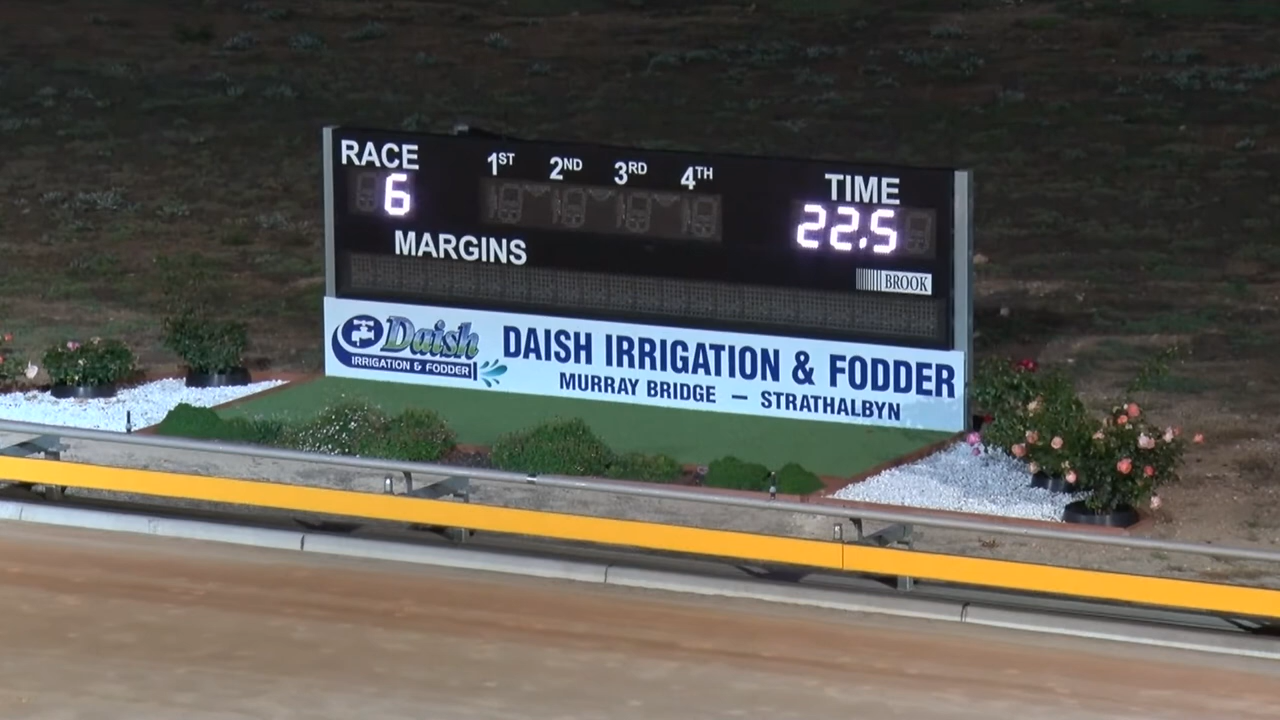 RACE 1ST 2ND 3RD 4TH TIME
6 22.5
MARGINS
BROOK
Daish
IRRIGATION & FODDER
DAISH IRRIGATION & FODDER
MURRAY BRIDGE — STRATHALBYN